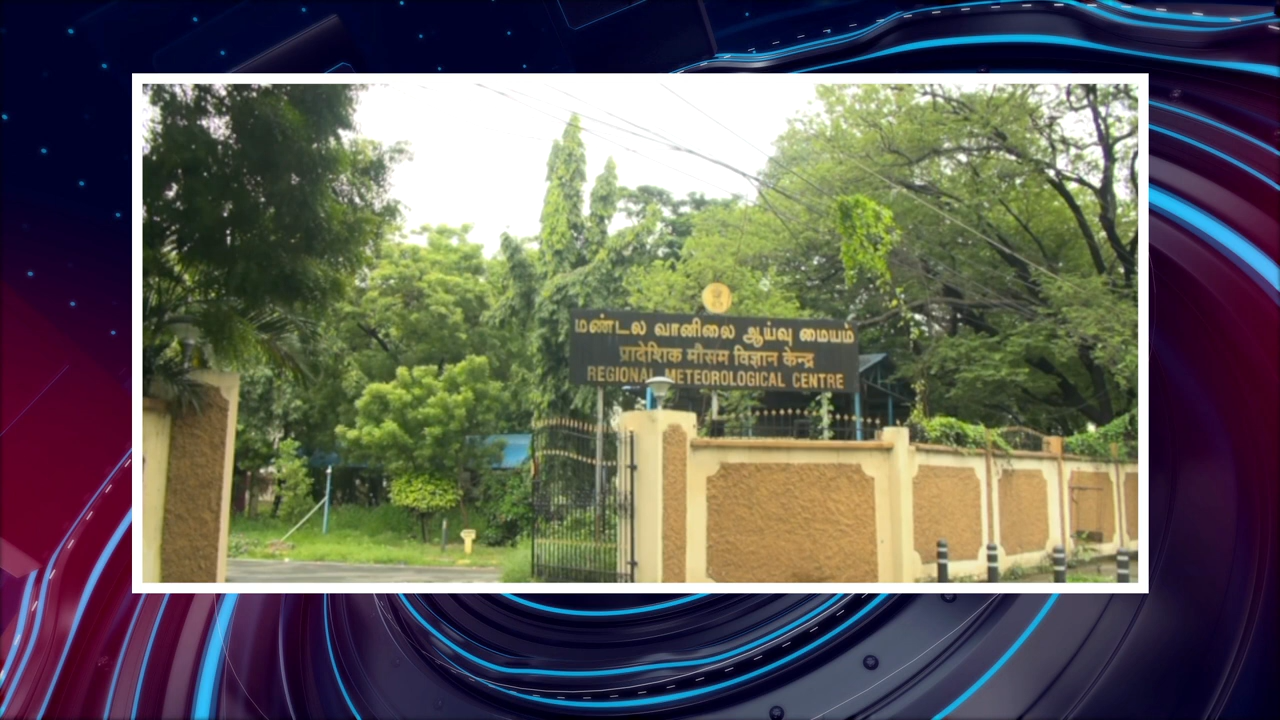 மண்டல வானிலை ஆய்வு மையம்
प्रादेशिक मौसम विज्ञान केन्द्र
REGIONAL METEOROLOGICAL CENTRE